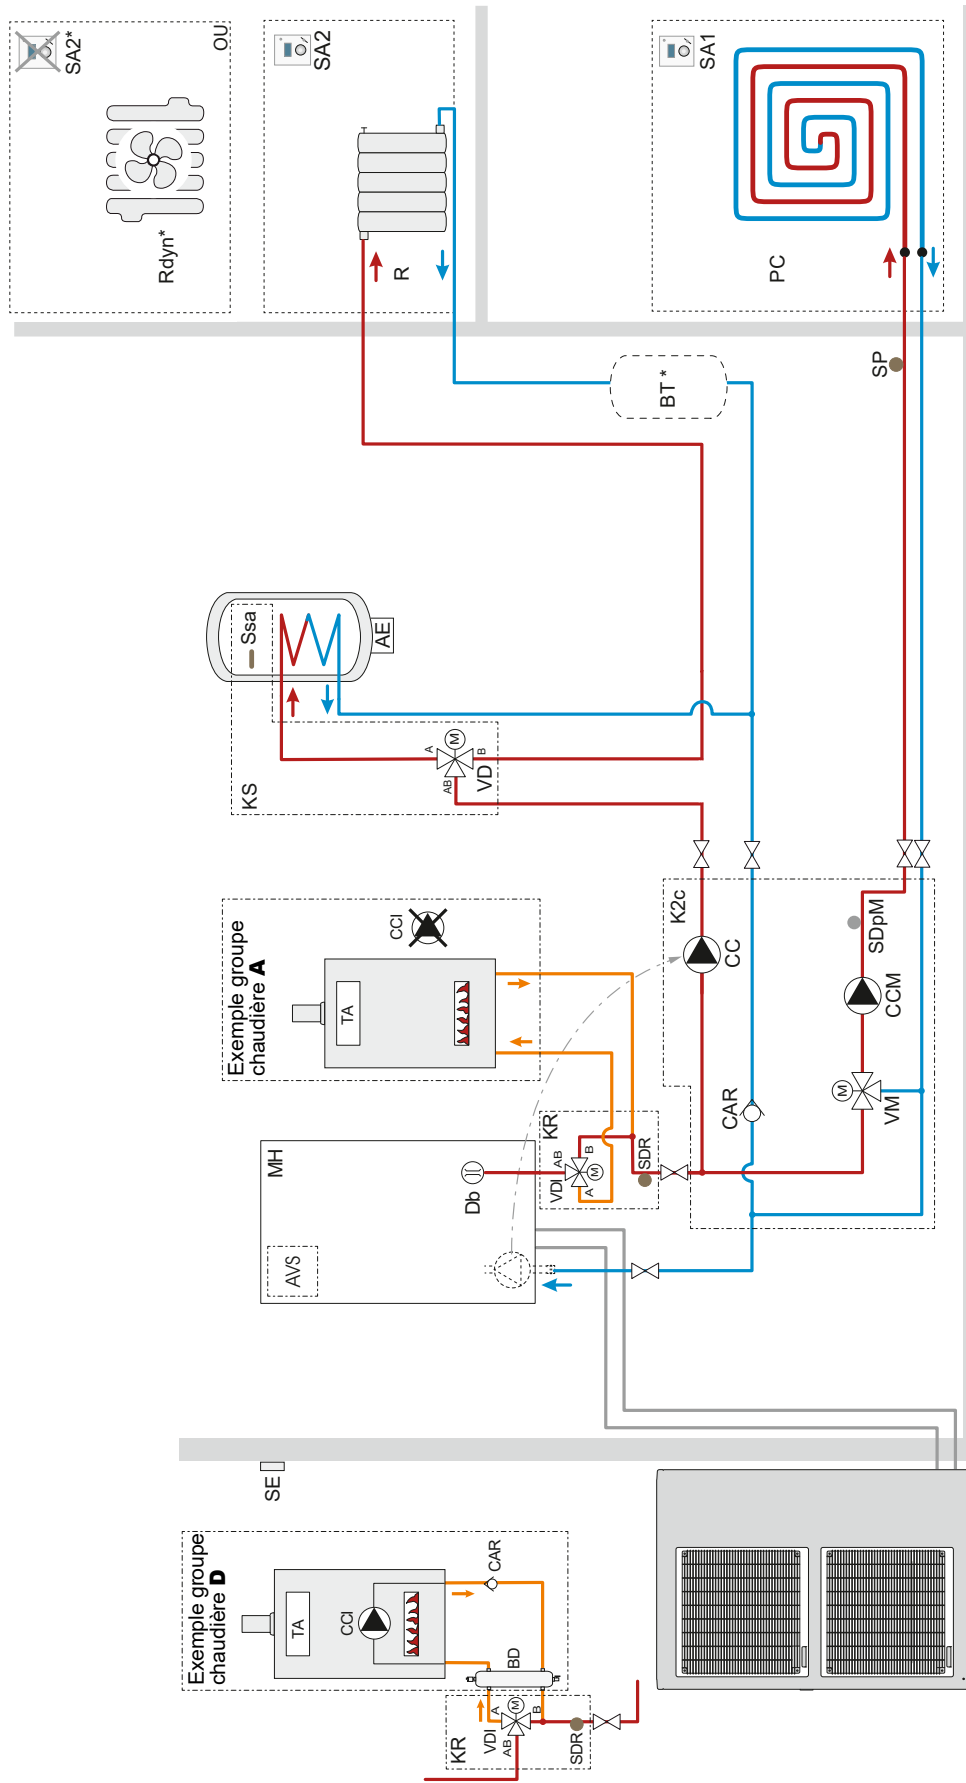 Exemple groupe
chaudière D
TA
CCI
CAR
BD
KR
VDI
A
M
AB
B
SDR
SE
MH
AVS
Db
KR
VDI
AB
B
A
M
SDR
Exemple groupe
chaudière A
TA
CCI
K2c
CC
CAR
SDpM
CCM
M
VM
KS
Ssa
AE
A
M
B
AB
VD
BT *
SP
SA2*
OU
Rdyn*
SA2
R
SA1
PC